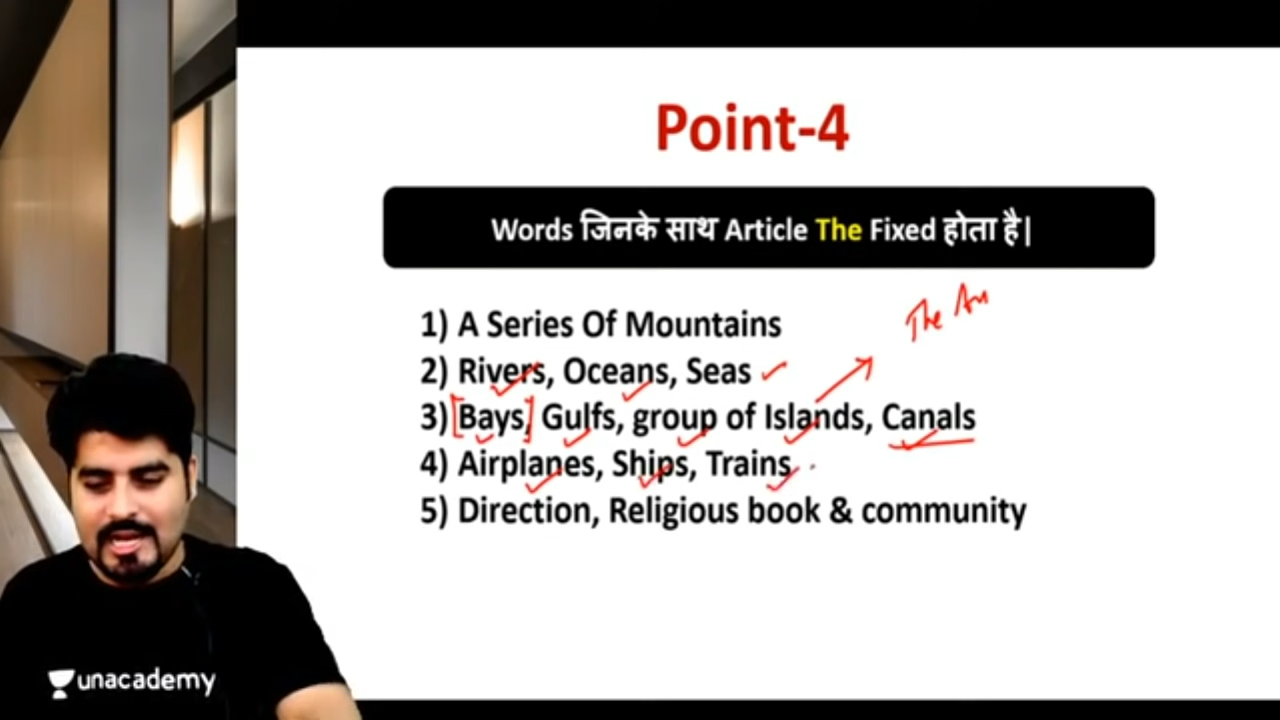 Point-4
Words जिनके साथ Article The Fixed होता है|
The An
1) A Series Of Mountains
2) Rivers, Oceans, Seas
3) [Bays,] Gulfs, group of Islands, Canals
4) Airplanes, Ships, Trains
5) Direction, Religious book & community
unacademy